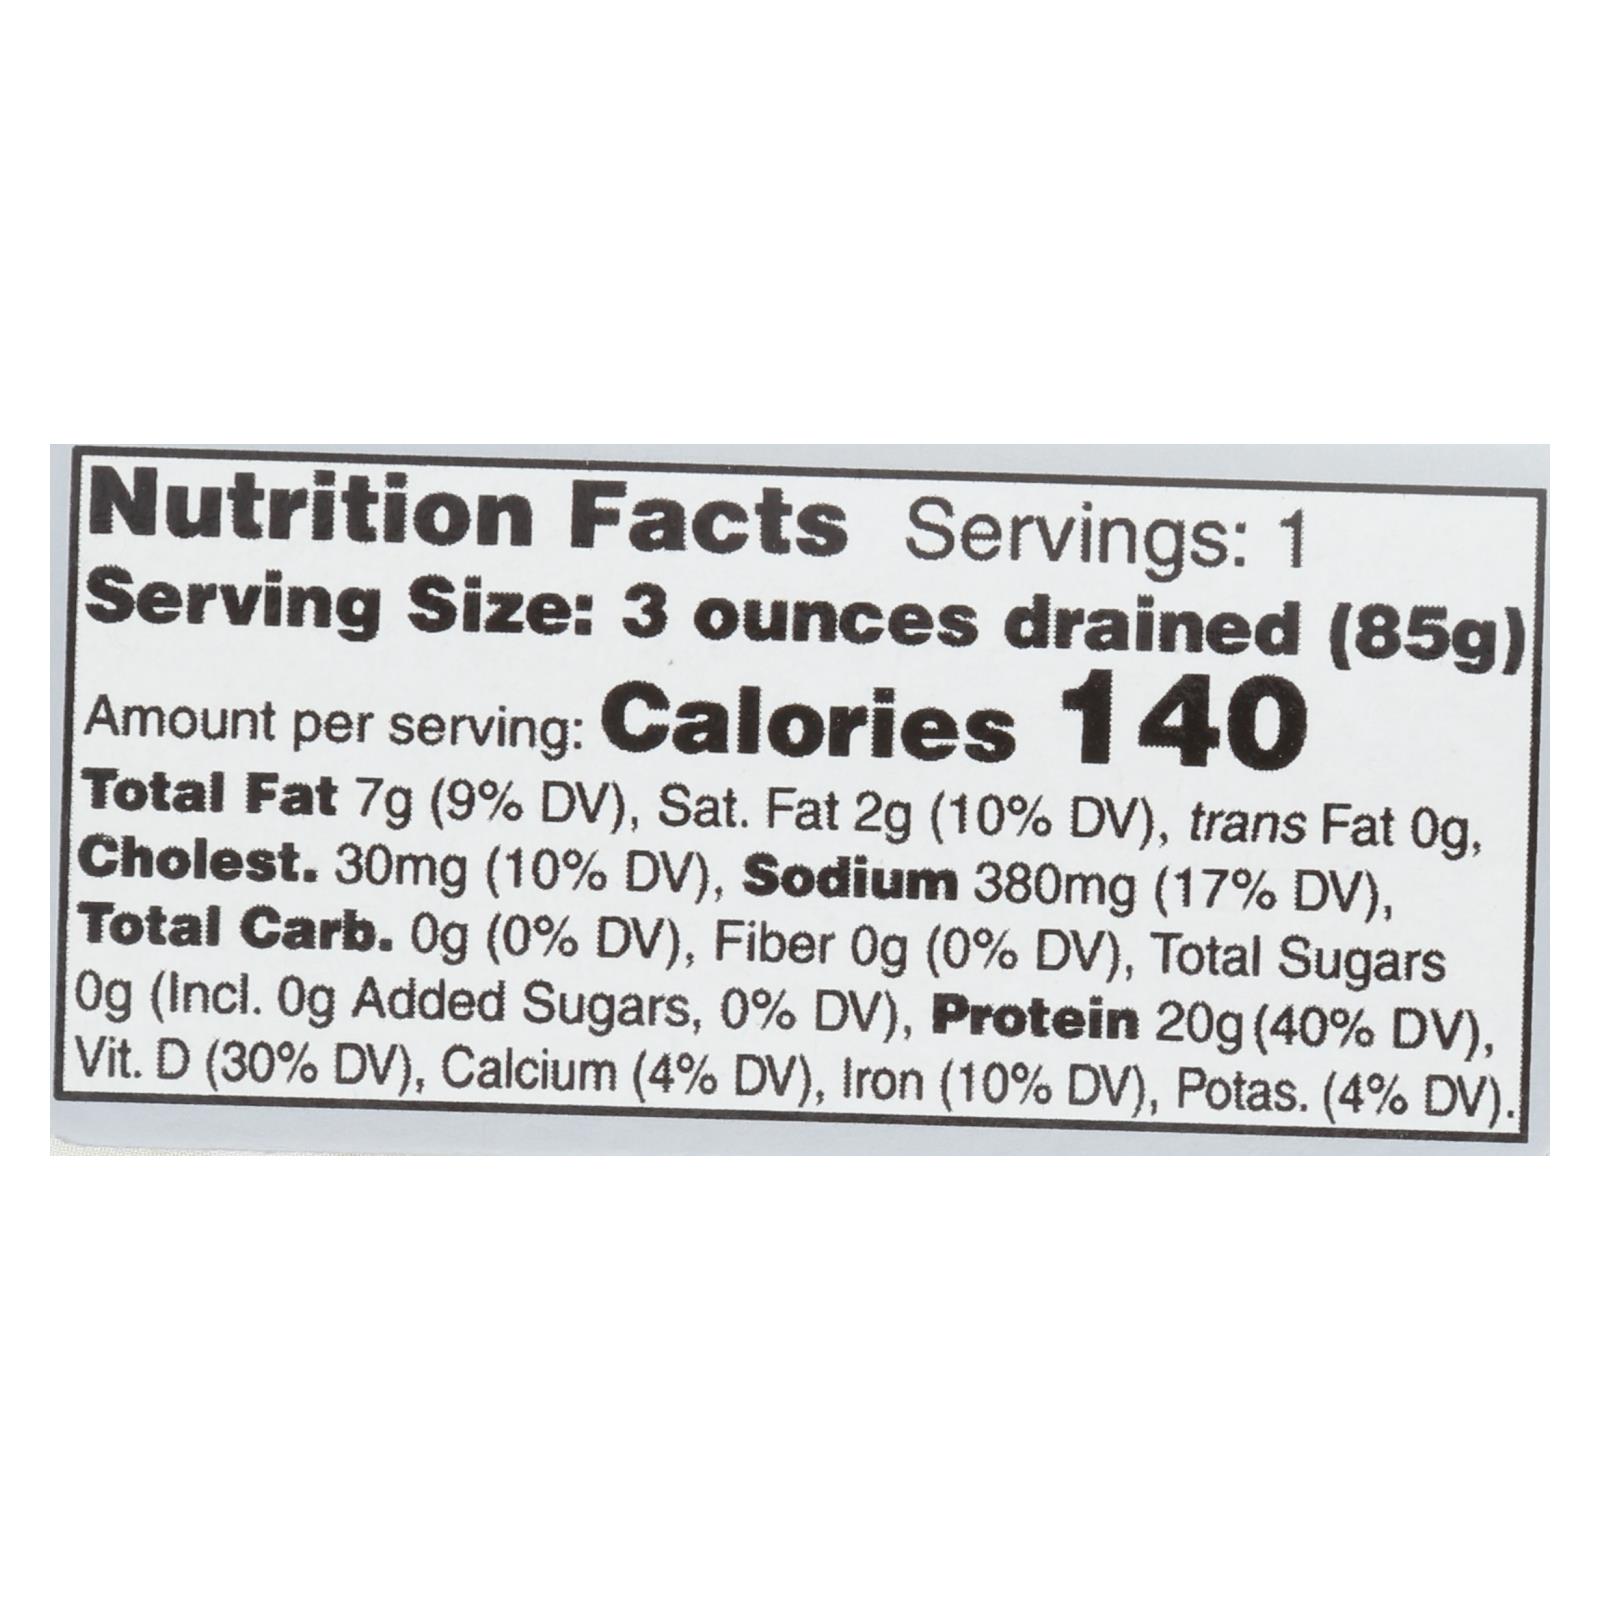 Nutrition Facts Servings: 1
Serving Size: 3 ounces drained (85g)
Amount per serving: Calories 140
Total Fat 7g (9% DV), Sat. Fat 2g (10% DV), trans Fat 0g,
Cholest. 30mg (10% DV), Sodium 380mg (17% DV),
Total Carb. 0g (0% DV), Fiber 0g (0% DV), Total Sugars
0g (Incl. 0g Added Sugars, 0% DV), Protein 20g (40% DV),
Vit. D (30% DV), Calcium (4% DV), Iron (10% DV), Potas. (4% DV).